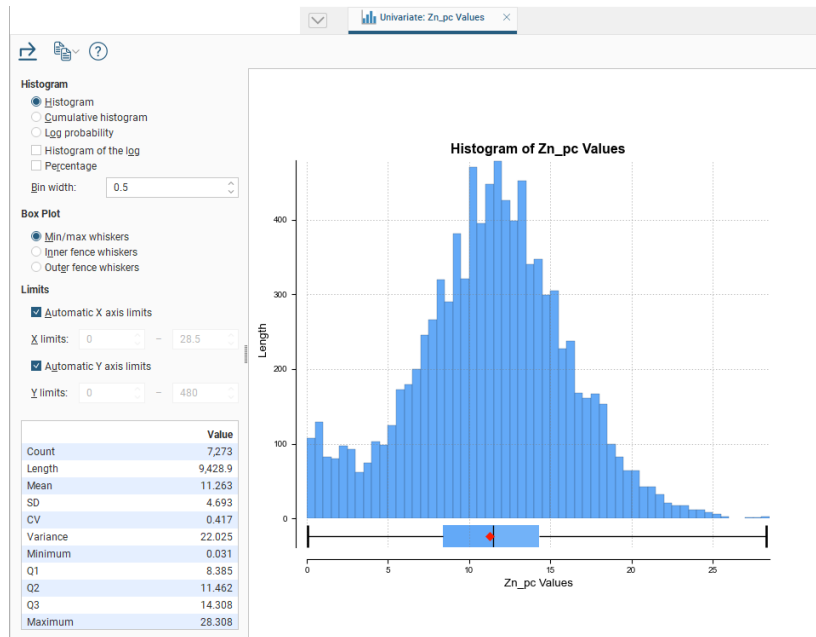 Univariate: Zn_pc Values ×
?
Histogram
Histogram
Cumulative histogram
Log probability
Histogram of the log
Percentage
Bin width: 0.5
Box Plot
Min/max whiskers
Inner fence whiskers
Outer fence whiskers
Limits
Automatic X axis limits
X limits: 0 – 28.5
Automatic Y axis limits
Y limits: 0 – 480
Value
Count 7,273
Length 9,428.9
Mean 11.263
SD 4.693
CV 0.417
Variance 22.025
Minimum 0.031
Q1 8.385
Q2 11.462
Q3 14.308
Maximum 28.308
Histogram of Zn_pc Values
Length
400
300
200
100
0
0 5 10 15 20 25
Zn_pc Values